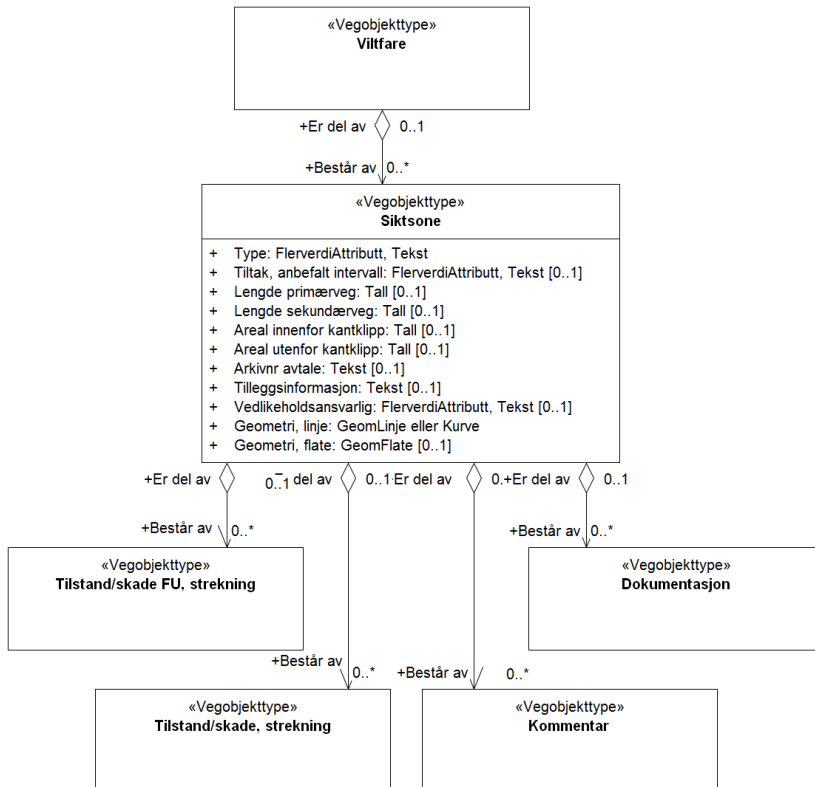 «Vegobjekttype»
Viltfare
+Er del av 0..1
+Består av 0..*
«Vegobjekttype»
Siktsone
+ Type: FlerverdiAttributt, Tekst
+ Tiltak, anbefalt intervall: FlerverdiAttributt, Tekst [0..1]
+ Lengde primærveg: Tall [0..1]
+ Lengde sekundærveg: Tall [0..1]
+ Areal innenfor kantklipp: Tall [0..1]
+ Areal utenfor kantklipp: Tall [0..1]
+ Arkivnr avtale: Tekst [0..1]
+ Tilleggsinformasjon: Tekst [0..1]
+ Vedlikeholdsansvarlig: FlerverdiAttributt, Tekst [0..1]
+ Geometri, linje: GeomLinje eller Kurve
+ Geometri, flate: GeomFlate [0..1]
+Er del av 0..1 del av 0..1 Er del av 0. +Er del av 0..1
+Består av 0..* +Består av 0..*
«Vegobjekttype»
Tilstand/skade FU, strekning
«Vegobjekttype»
Dokumentasjon
+Består av 0..* +Består av 0..*
«Vegobjekttype»
Tilstand/skade, strekning
«Vegobjekttype»
Kommentar